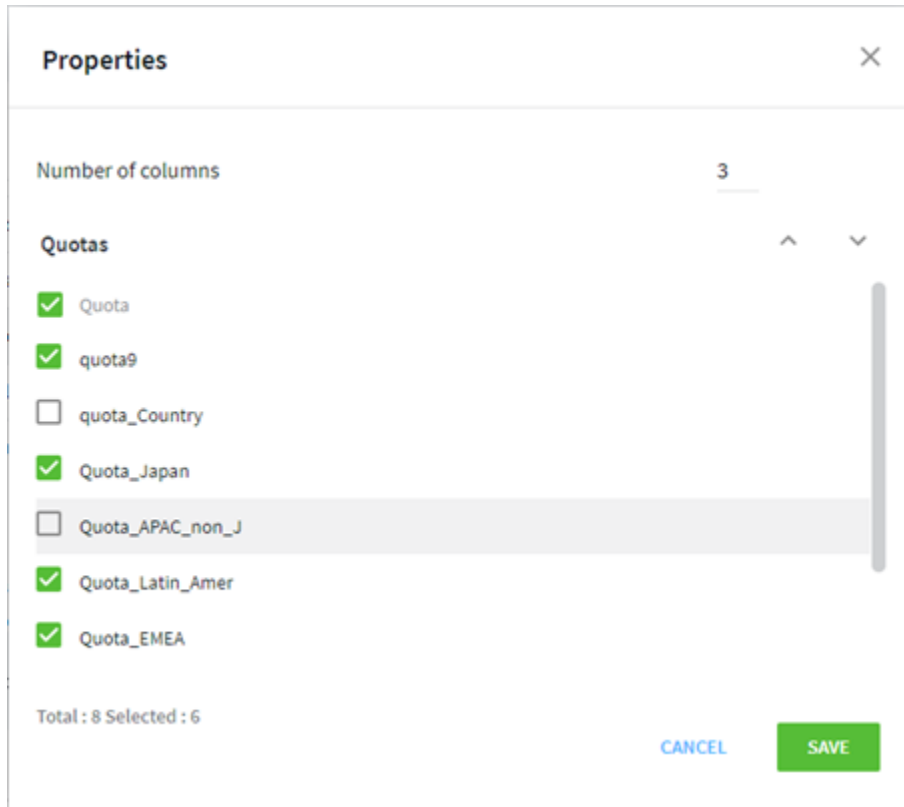 Properties
Number of columns 3
Quotas
Quota
quota9
quota_Country
Quota_Japan
Quota_APAC_non_J
Quota_Latin_Amer
Quota_EMEA
Total : 8 Selected : 6
CANCEL SAVE